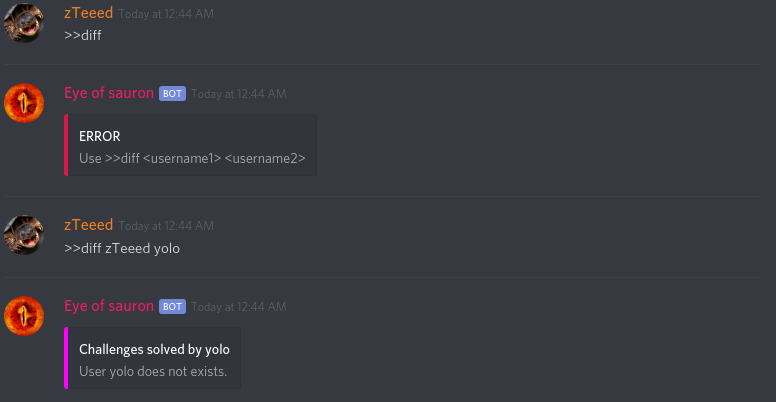 zTeeed Today at 12:44 AM
>>diff
Eye of sauron BOT Today at 12:44 AM
ERROR
Use >>diff <username1> <username2>
zTeeed Today at 12:44 AM
>>diff zTeeed yolo
Eye of sauron BOT Today at 12:44 AM
Challenges solved by yolo
User yolo does not exists.